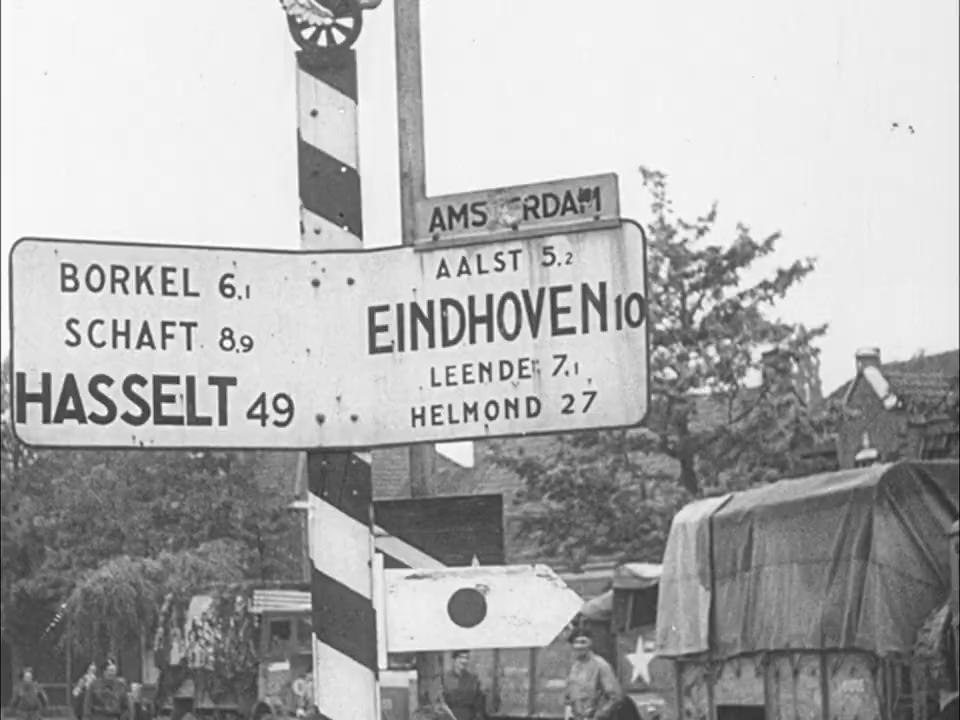 BORKEL 6,1
SCHAFT 8,9
HASSELT 49
AMSTERDAM
AALST 5,2
EINDHOVEN 10
LEENDE 7,1
HELMOND 27